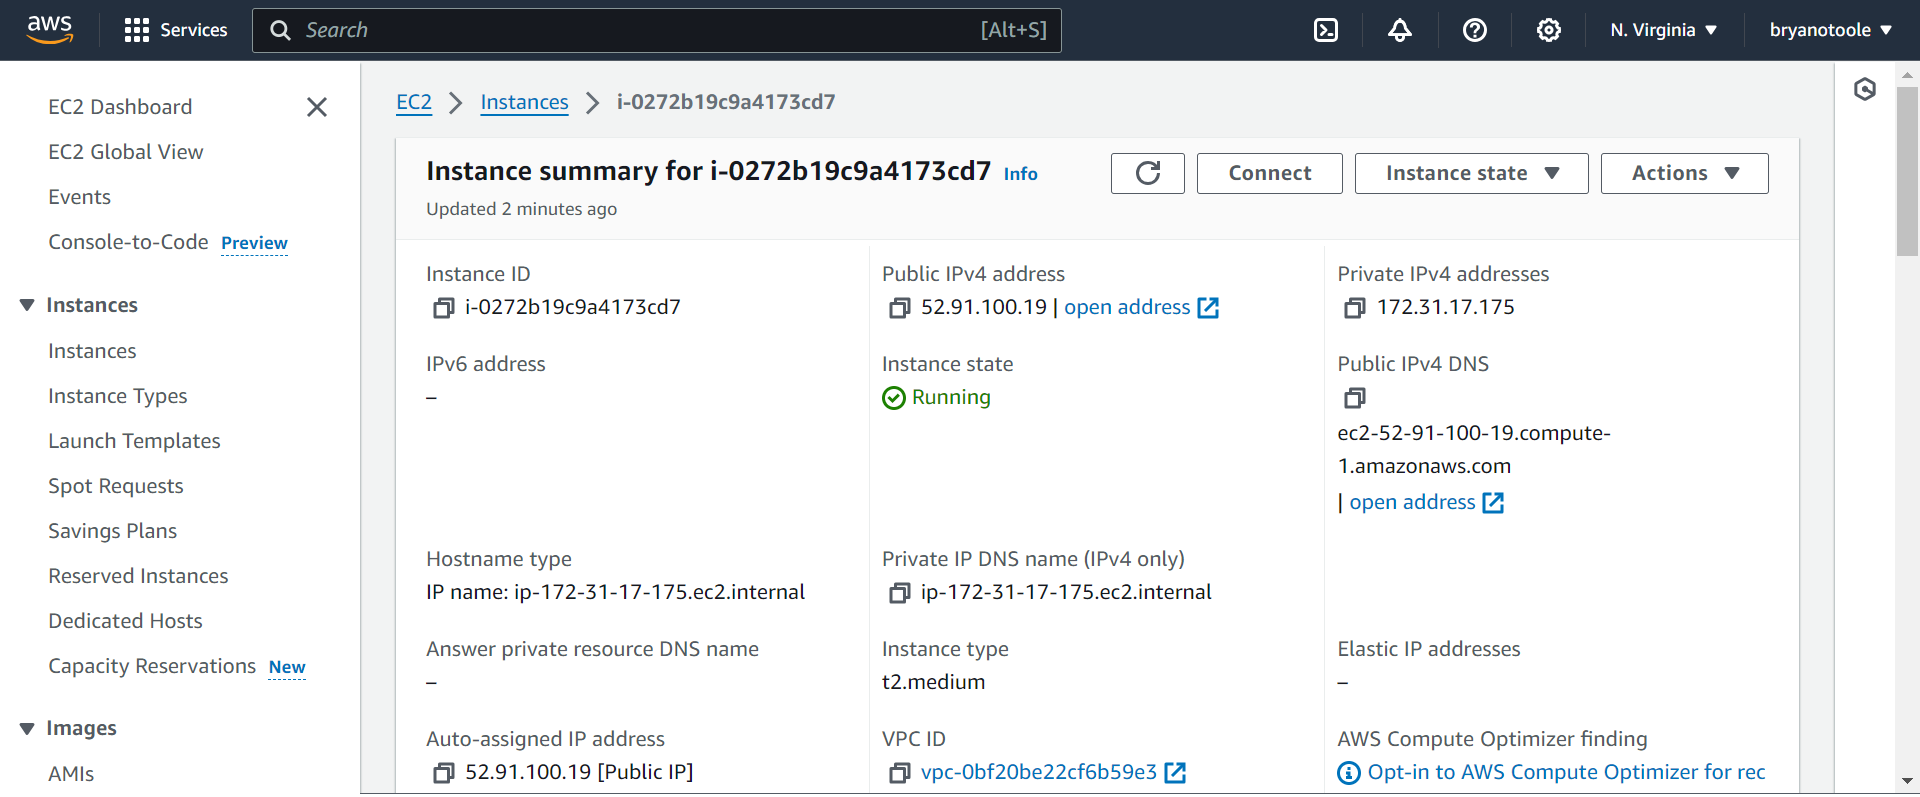 aws
Services
Search
[Alt+S]
N. Virginia
bryanotoole
EC2 Dashboard
EC2 Global View
Events
Console-to-Code Preview
Instances
Instances
Instance Types
Launch Templates
Spot Requests
Savings Plans
Reserved Instances
Dedicated Hosts
Capacity Reservations New
Images
AMIs
EC2 > Instances > i-0272b19c9a4173cd7
Instance summary for i-0272b19c9a4173cd7 Info
Updated 2 minutes ago
Connect
Instance state
Actions
Instance ID
i-0272b19c9a4173cd7
Public IPv4 address
52.91.100.19 | open address
Private IPv4 addresses
172.31.17.175
IPv6 address
–
Instance state
Running
Public IPv4 DNS
ec2-52-91-100-19.compute-
1.amazonaws.com
| open address
Hostname type
IP name: ip-172-31-17-175.ec2.internal
Private IP DNS name (IPv4 only)
ip-172-31-17-175.ec2.internal
Answer private resource DNS name
–
Instance type
t2.medium
Elastic IP addresses
–
Auto-assigned IP address
52.91.100.19 [Public IP]
VPC ID
vpc-0bf20be22cf6b59e3
AWS Compute Optimizer finding
Opt-in to AWS Compute Optimizer for rec